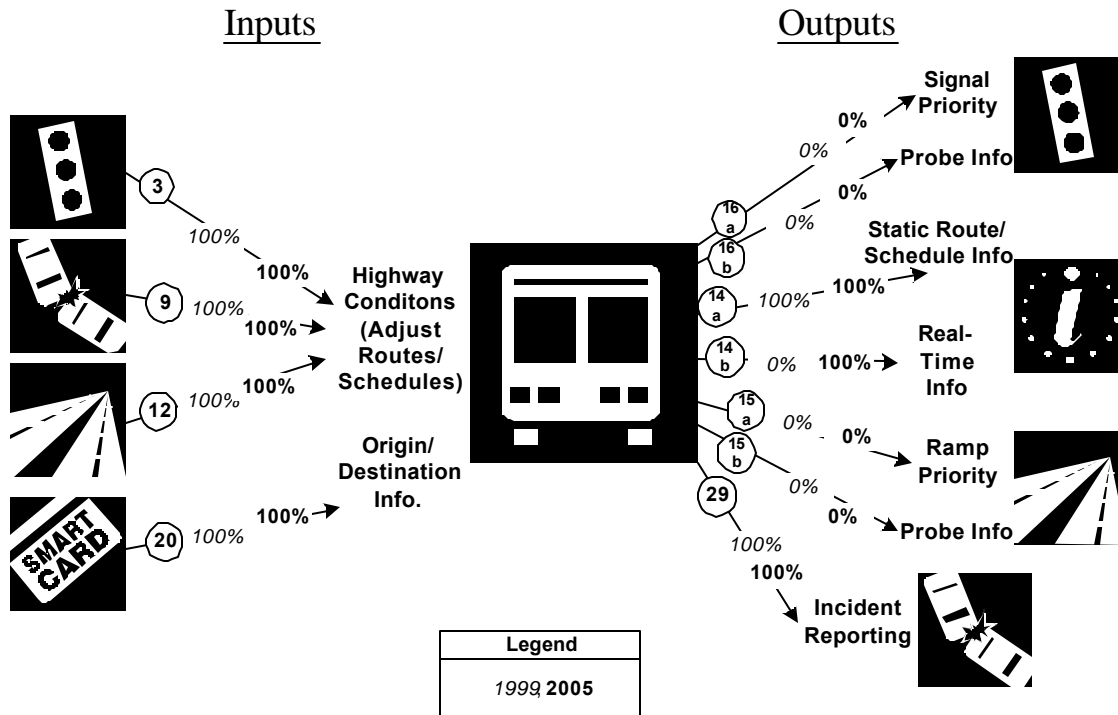 Inputs
Outputs
3
100%
100%
9
100%
100%
12
100%
100%
Highway
Conditons
(Adjust
Routes/
Schedules)
SMART
CARD
20
100%
100%
Origin/
Destination
Info.
16
a
0%
0%
Signal
Priority
16
b
0%
0%
Probe Info
14
a
100%
100%
Static Route/
Schedule Info
14
b
0%
100%
Real-
Time
Info
15
a
0%
0%
Ramp
Priority
15
b
0%
0%
Probe Info
29
100%
100%
Incident
Reporting
Legend
1999, 2005